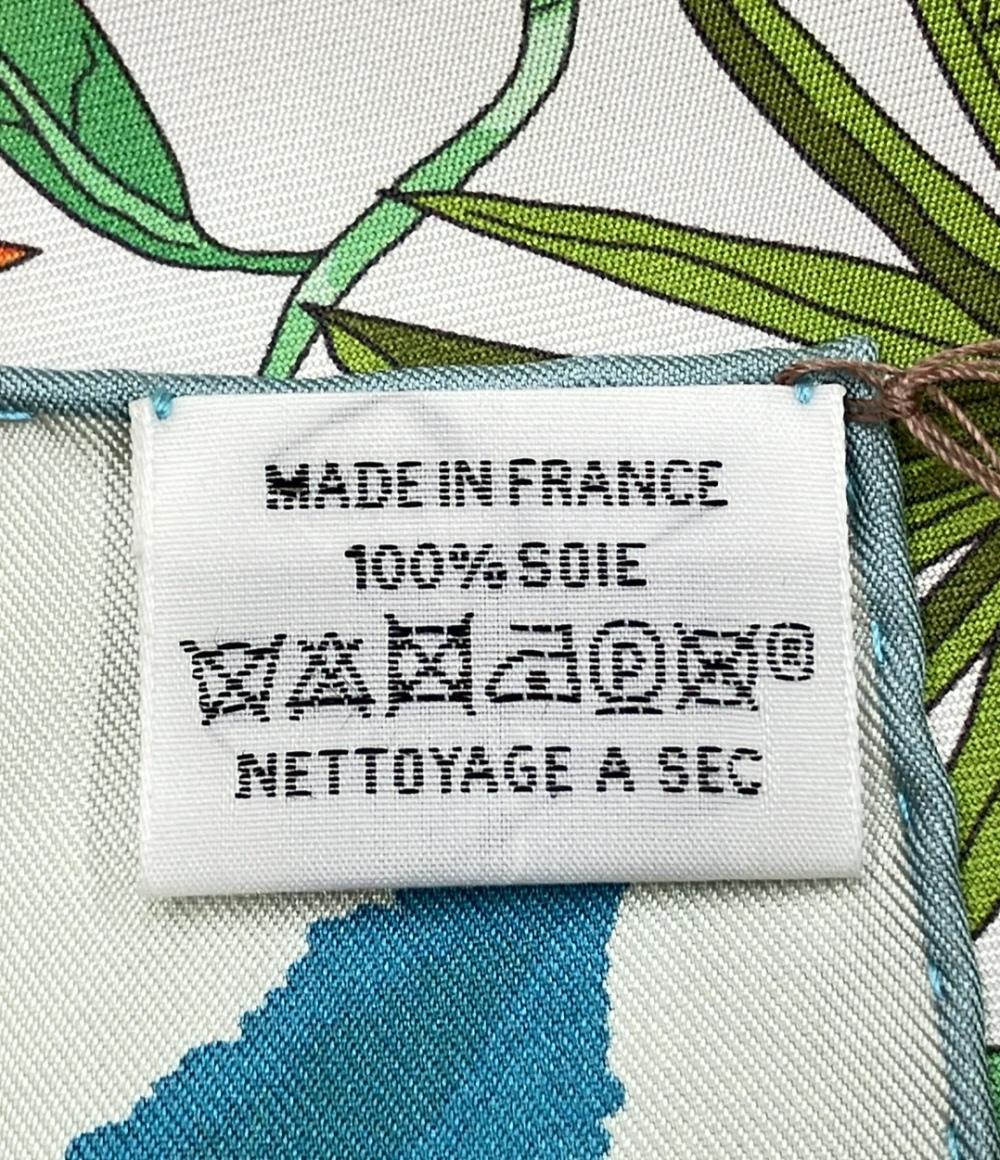 MADE IN FRANCE
100% SOIE
P W ®
NETTOYAGE A SEC